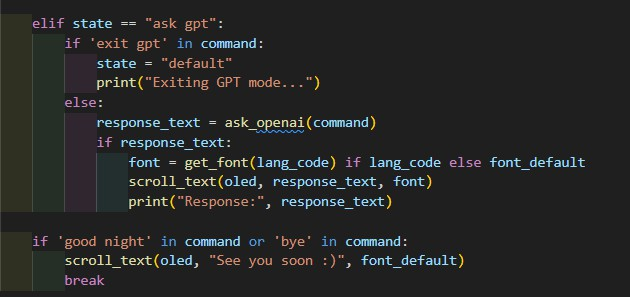 elif state == "ask gpt":
    if 'exit gpt' in command:
        state = "default"
        print("Exiting GPT mode...")
    else:
        response_text = ask_openai(command)
        if response_text:
            font = get_font(lang_code) if lang_code else font_default
            scroll_text(oled, response_text, font)
            print("Response:", response_text)

if 'good night' in command or 'bye' in command:
    scroll_text(oled, "See you soon :)", font_default)
    break